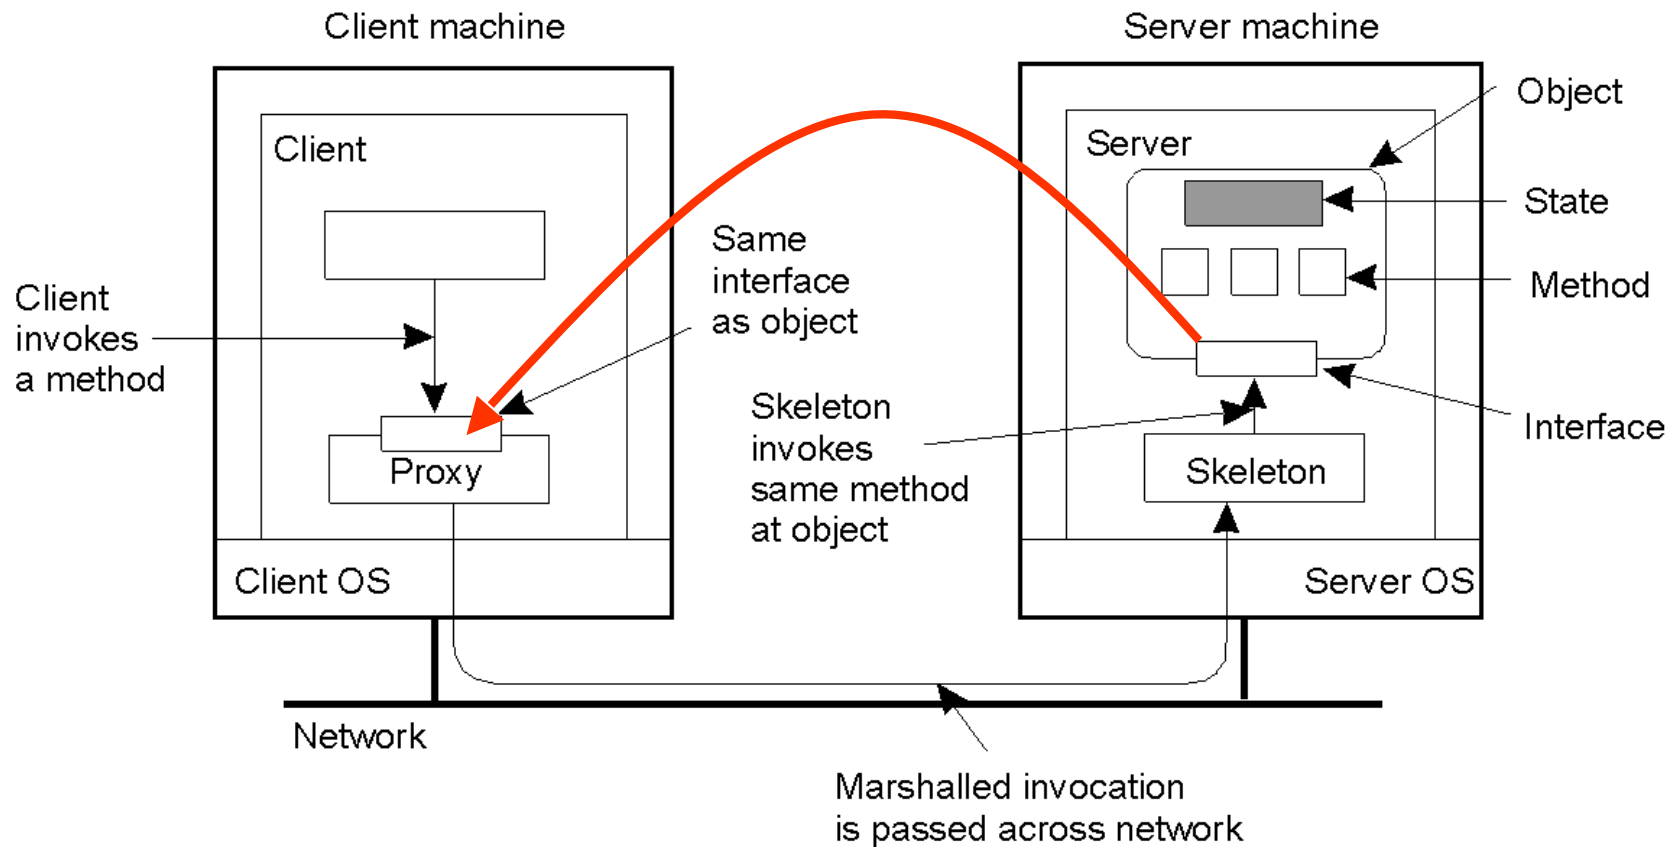 Client machine
Server machine
Client
Server
Object
State
Method
Interface
Same
interface
as object
Client
invokes
a method
Proxy
Skeleton
invokes
same method
at object
Skeleton
Client OS
Server OS
Network
Marshalled invocation
is passed across network